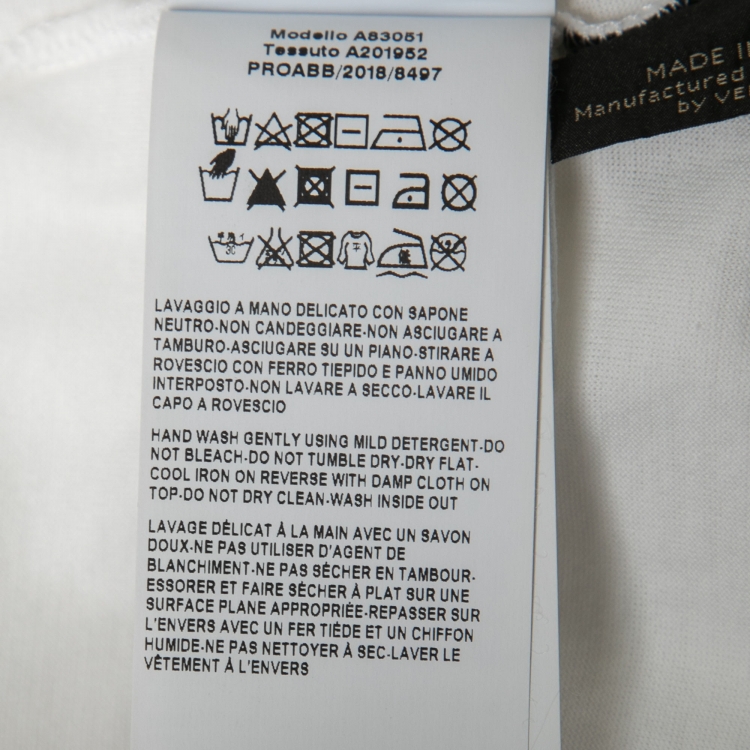 Modello A83051
Tessuto A201952
PROABB/2018/8497
MADE
Manufactured
by
30
LAVAGGIO A MANO DELICATO CON SAPONE
NEUTRO-NON CANDEGGIARE-NON ASCIUGARE A
TAMBURO-ASCIUGARE SU UN PIANO-STIRARE A
ROVESCIO CON FERRO TIEPIDO E PANNO UMIDO
INTERPOSTO-NON LAVARE A SECCO-LAVARE IL
CAPO A ROVESCIO
HAND WASH GENTLY USING MILD DETERGENT-DO
NOT BLEACH-DO NOT TUMBLE DRY-DRY FLAT-
COOL IRON ON REVERSE WITH DAMP CLOTH ON
TOP-DO NOT DRY CLEAN-WASH INSIDE OUT
LAVAGE DÉLICAT À LA MAIN AVEC UN SAVON
DOUX-NE PAS UTILISER D'AGENT DE
BLANCHIMENT-NE PAS SÉCHER EN TAMBOUR-
ESSORER ET FAIRE SÉCHER À PLAT SUR UNE
SURFACE PLANE APPROPRIÉE-REPASSER SUR
L'ENVERS AVEC UN FER TIÈDE ET UN CHIFFON
HUMIDE-NE PAS NETTOYER À SEC-LAVER LE
VÊTEMENT À L'ENVERS